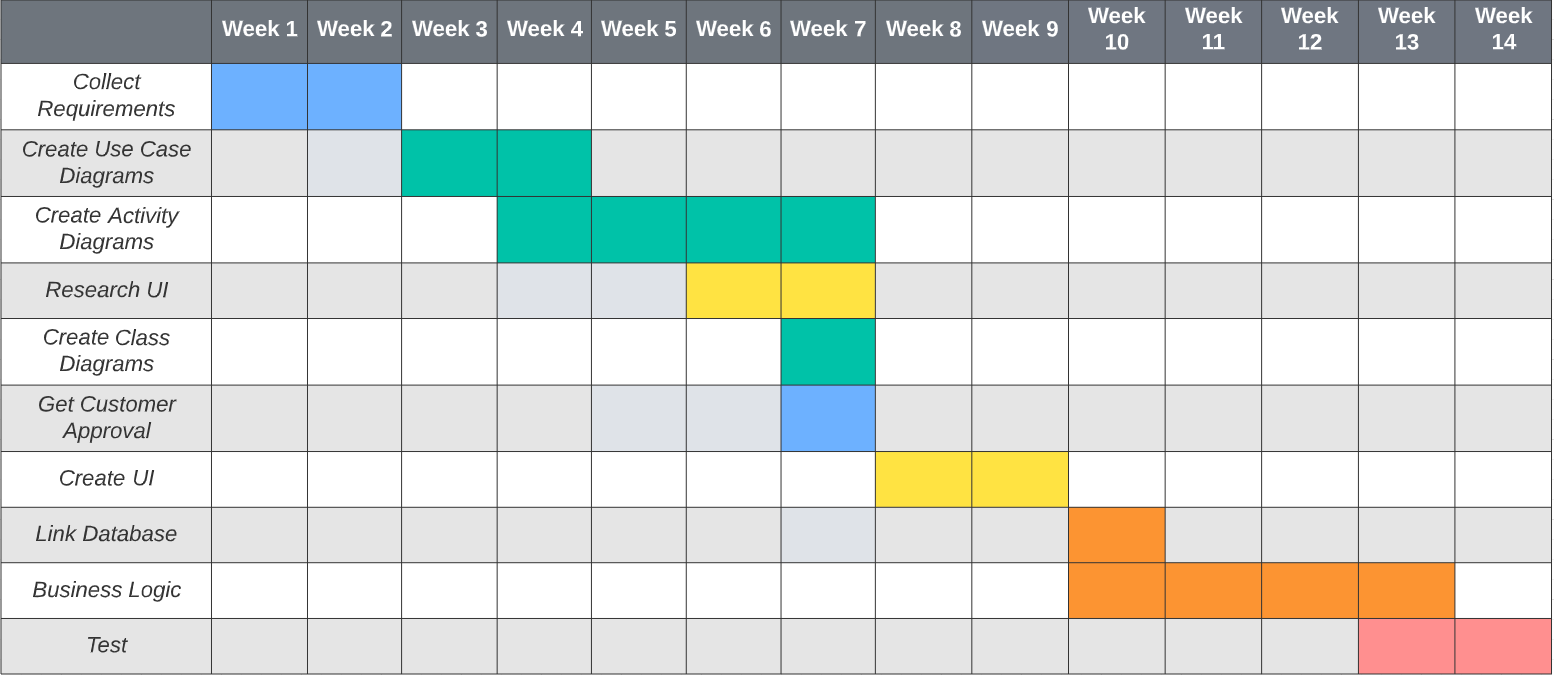 Week 1 Week 2 Week 3 Week 4 Week 5 Week 6 Week 7 Week 8 Week 9 Week 10 Week 11 Week 12 Week 13 Week 14
Collect
Requirements
Create Use Case
Diagrams
Create Activity
Diagrams
Research UI
Create Class
Diagrams
Get Customer
Approval
Create UI
Link Database
Business Logic
Test